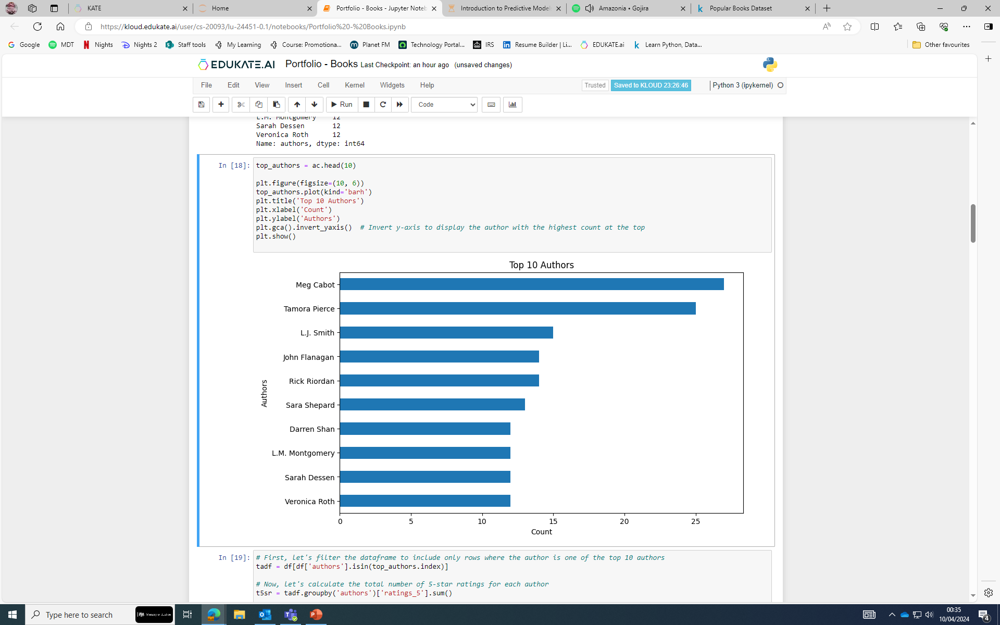 KATE
Home
Portfolio - Books - Jupyter Noteb
Introduction to Predictive Model
Amazonia • Gojira
Popular Books Dataset
https://kloud.edukate.ai/user/cs-20093/lu-24451-0.1/notebooks/Portfolio%20-%20Books.ipynb
Google
MDT
Nights
Nights 2
Staff tools
My Learning
Course: Promotiona...
Planet FM
Technology Portal...
IRS
Resume Builder | Li...
EDUKATE.ai
Learn Python, Data...
Other favourites
EDUKATE.AI Portfolio - Books Last Checkpoint: an hour ago (unsaved changes)
File Edit View Insert Cell Kernel Widgets Help
Trusted
Saved to KLOUD 23:26:46
Python 3 (ipykernel)
Run
Code
L.M. Montgomery 12
Sarah Dessen 12
Veronica Roth 12
Name: authors, dtype: int64
In [18]: top_authors = ac.head(10)
plt.figure(figsize=(10, 6))
top_authors.plot(kind='barh')
plt.title('Top 10 Authors')
plt.xlabel('Count')
plt.ylabel('Authors')
plt.gca().invert_yaxis() # Invert y-axis to display the author with the highest count at the top
plt.show()
Top 10 Authors
Meg Cabot
Tamora Pierce
L.J. Smith
John Flanagan
Rick Riordan
Authors
Sara Shepard
Darren Shan
L.M. Montgomery
Sarah Dessen
Veronica Roth
0 5 10 15 20 25
Count
In [19]: # First, let's filter the dataframe to include only rows where the author is one of the top 10 authors
tadf = df[df['authors'].isin(top_authors.index)]
# Now, let's calculate the total number of 5-star ratings for each author
t5sr = tadf.groupby('authors')['ratings_5'].sum()
Type here to search
Ministry of Justice
00:35
10/04/2024
4